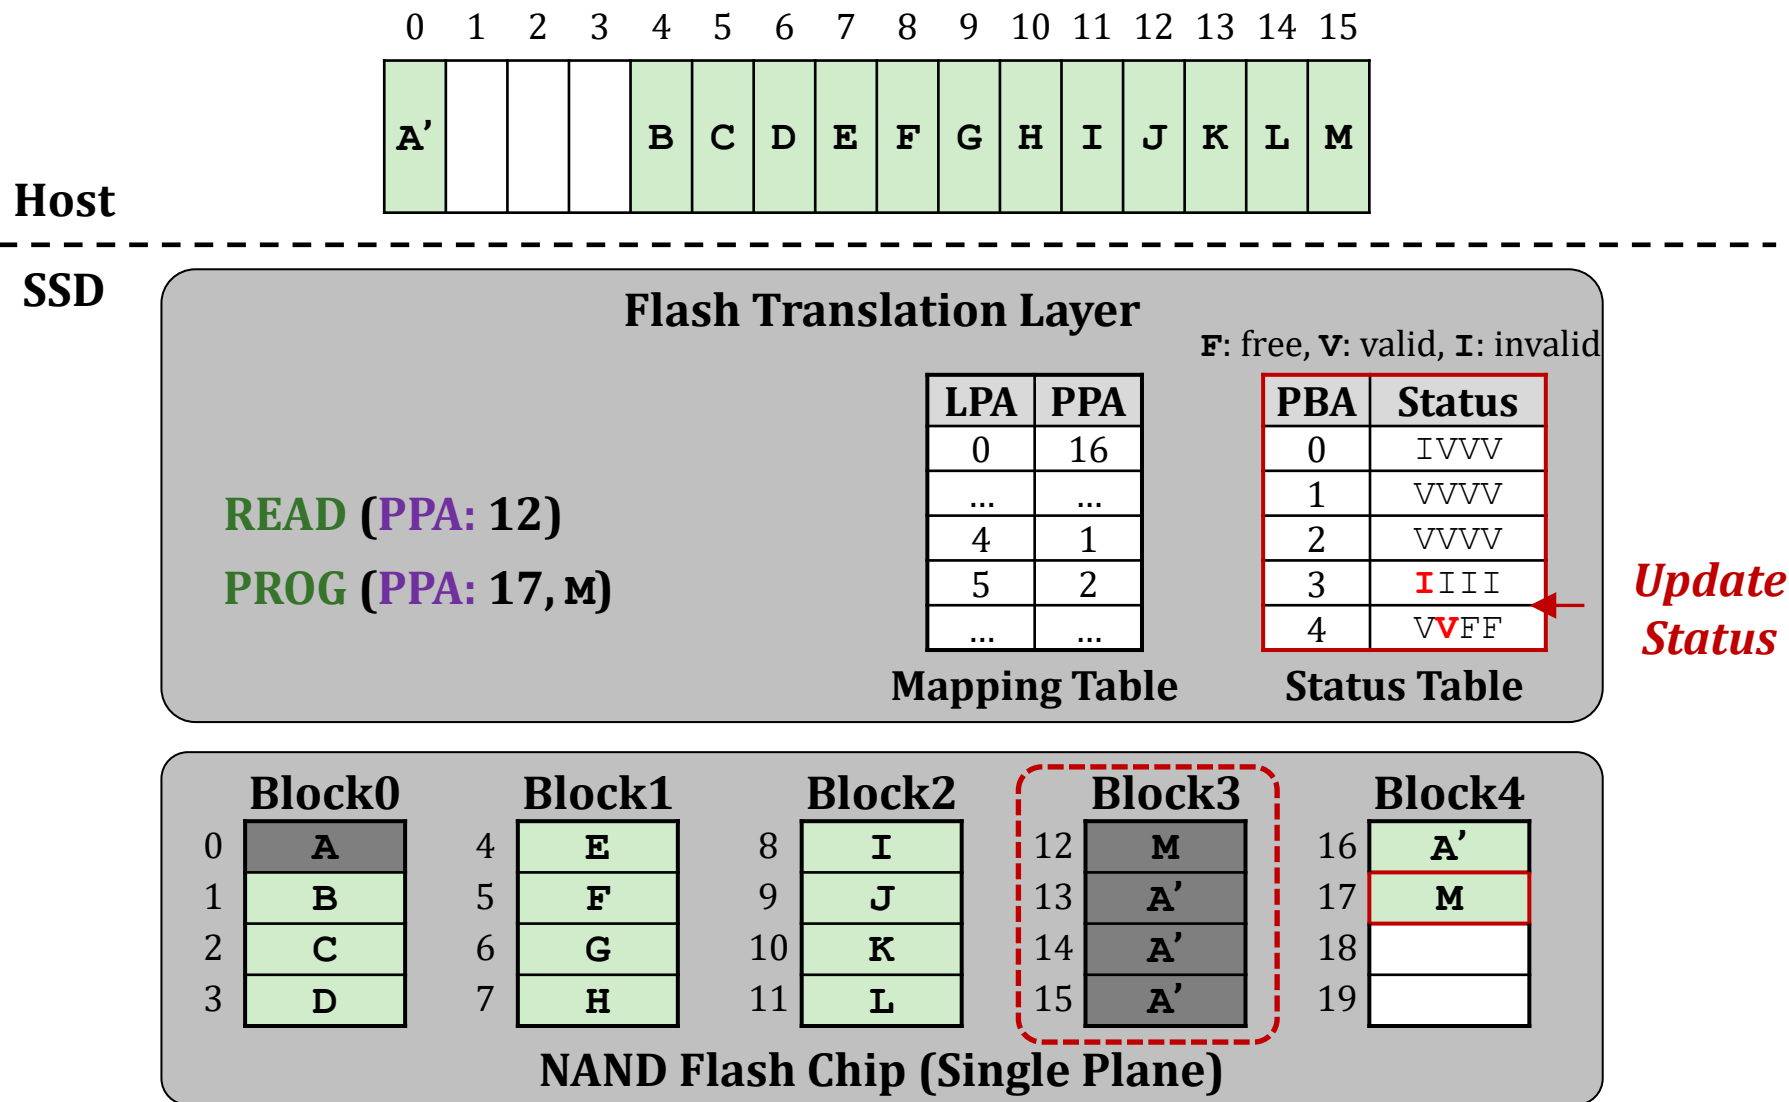 0 1 2 3 4 5 6 7 8 9 10 11 12 13 14 15
A’ B C D E F G H I J K L M
Host
SSD
Flash Translation Layer
F: free, V: valid, I: invalid
LPA PPA
0 16
... ...
4 1
5 2
... ...
Mapping Table
PBA Status
0 IVVV
1 VVVV
2 VVVV
3 IIII
4 VVFF
Status Table
Update
Status
READ (PPA: 12)
PROG (PPA: 17, M)
Block0 Block1 Block2 Block3 Block4
0 A 4 E 8 I 12 M 16 A’
1 B 5 F 9 J 13 A’ 17 M
2 C 6 G 10 K 14 A’ 18
3 D 7 H 11 L 15 A’ 19
NAND Flash Chip (Single Plane)